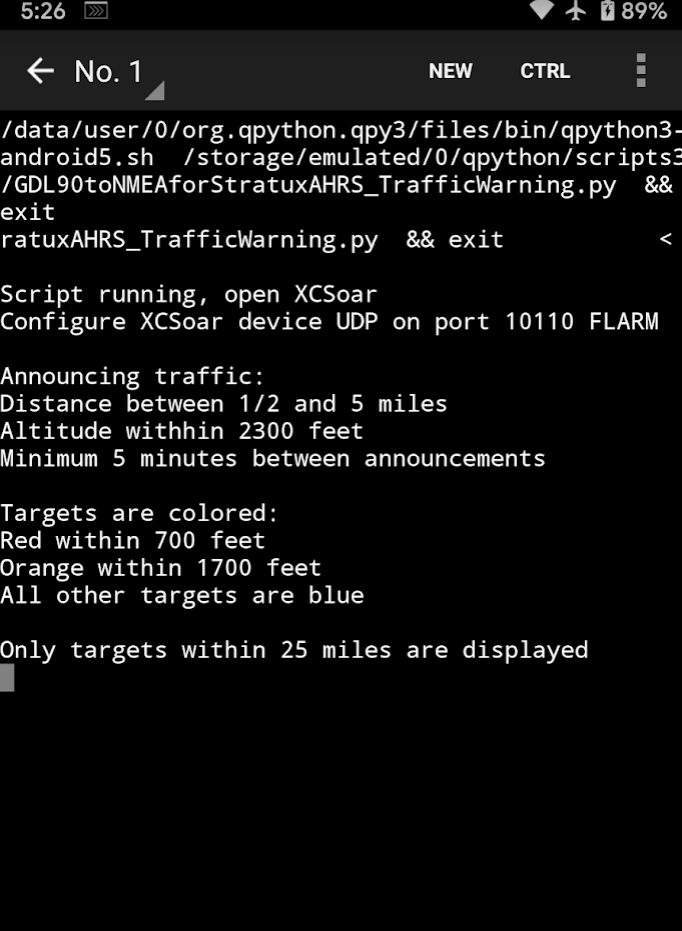 5:26 89%
No. 1 NEW CTRL
/data/user/0/org.qpython.qpy3/files/bin/qpython3-
android5.sh  /storage/emulated/0/qpython/scripts3
/GDL90toNMEAforStratuxAHRS_TrafficWarning.py  &&
exit
ratuxAHRS_TrafficWarning.py  && exit <
Script running, open XCSoar
Configure XCSoar device UDP on port 10110 FLARM
Announcing traffic:
Distance between 1/2 and 5 miles
Altitude withhin 2300 feet
Minimum 5 minutes between announcements
Targets are colored:
Red within 700 feet
Orange within 1700 feet
All other targets are blue
Only targets within 25 miles are displayed